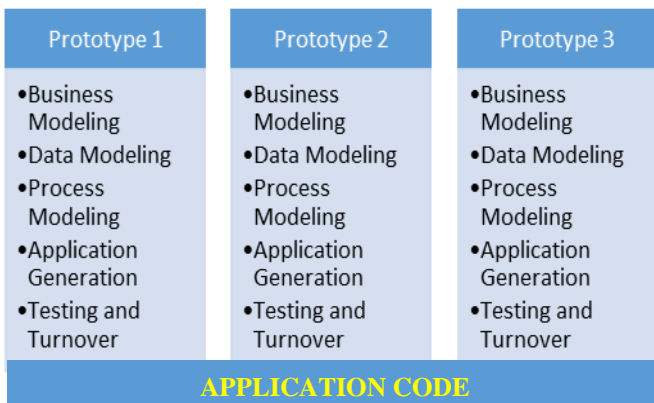 Prototype 1
•Business
Modeling
•Data Modeling
•Process
Modeling
•Application
Generation
•Testing and
Turnover
Prototype 2
•Business
Modeling
•Data Modeling
•Process
Modeling
•Application
Generation
•Testing and
Turnover
Prototype 3
•Business
Modeling
•Data Modeling
•Process
Modeling
•Application
Generation
•Testing and
Turnover
APPLICATION CODE